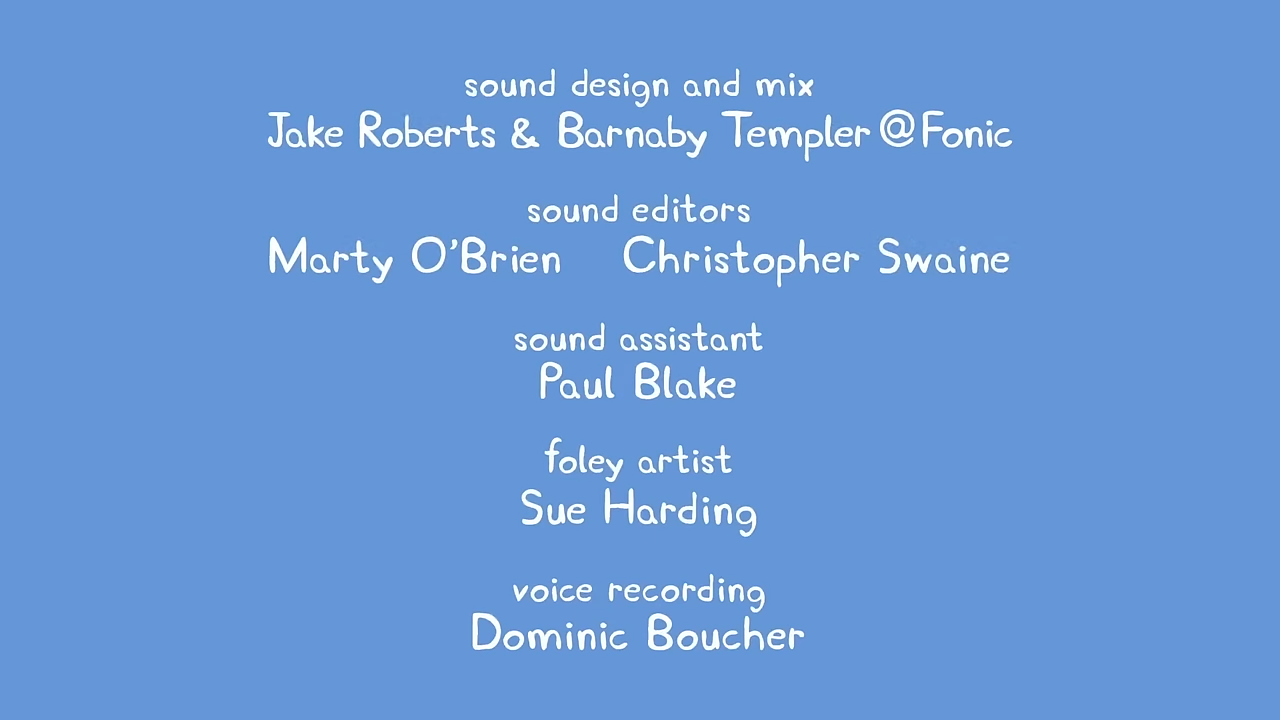 sound design and mix
Jake Roberts & Barnaby Templer @ Fonic
sound editors
Marty O'Brien Christopher Swaine
sound assistant
Paul Blake
foley artist
Sue Harding
voice recording
Dominic Boucher